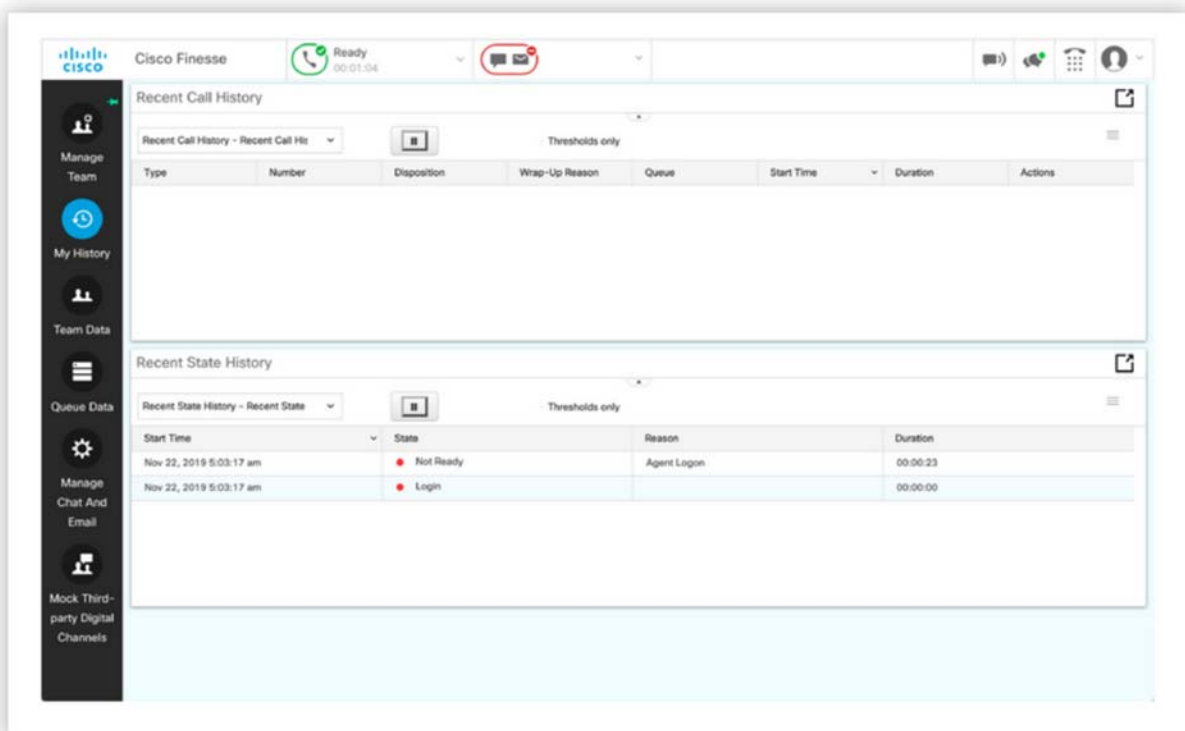 CISCO
Cisco Finesse
Ready
00:01:04
Manage
Team
My History
Team Data
Queue Data
Manage
Chat And
Email
Mock Third-
party Digital
Channels
Recent Call History
Recent Call History - Recent Call His
Thresholds only
Type Number Disposition Wrap-Up Reason Queue Start Time Duration Actions
Recent State History
Recent State History - Recent State
Thresholds only
Start Time State Reason Duration
Nov 22, 2019 5:03:17 am Not Ready Agent Logon 00:00:23
Nov 22, 2019 5:03:17 am Login 00:00:00